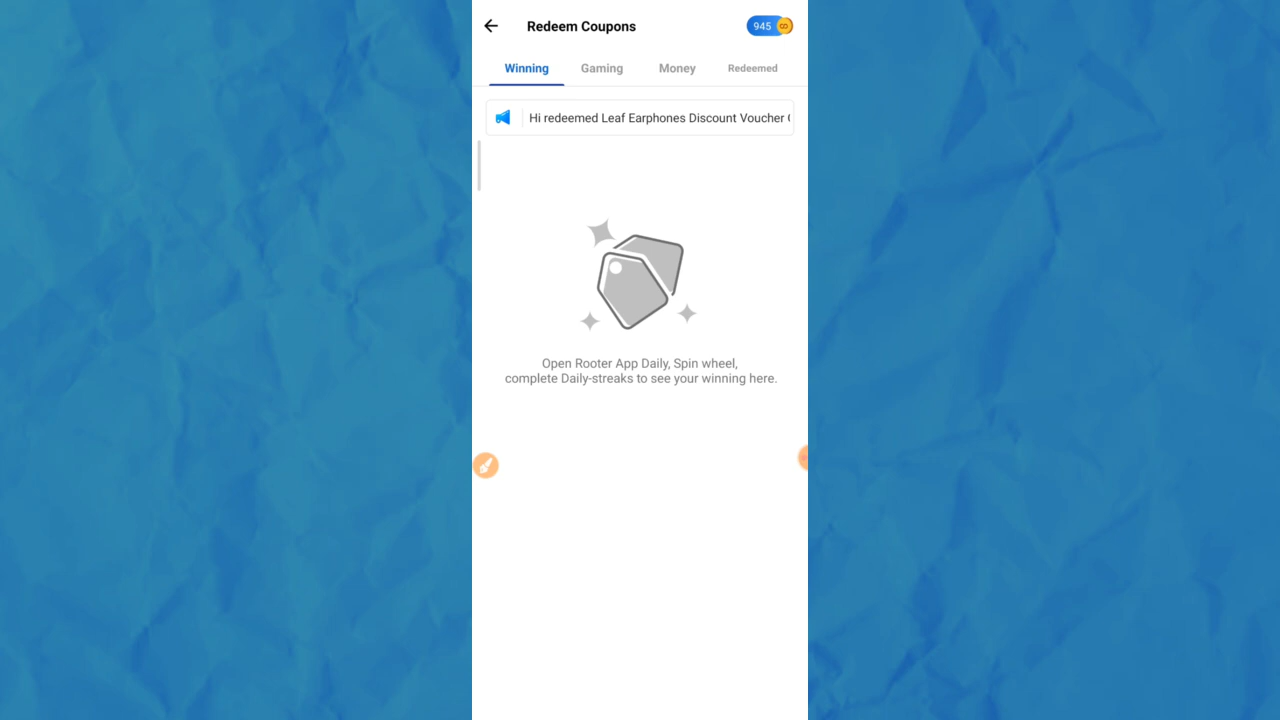 Redeem Coupons
945
Winning
Gaming
Money
Redeemed
Hi redeemed Leaf Earphones Discount Voucher
Open Rooter App Daily, Spin wheel,
complete Daily-streaks to see your winning here.